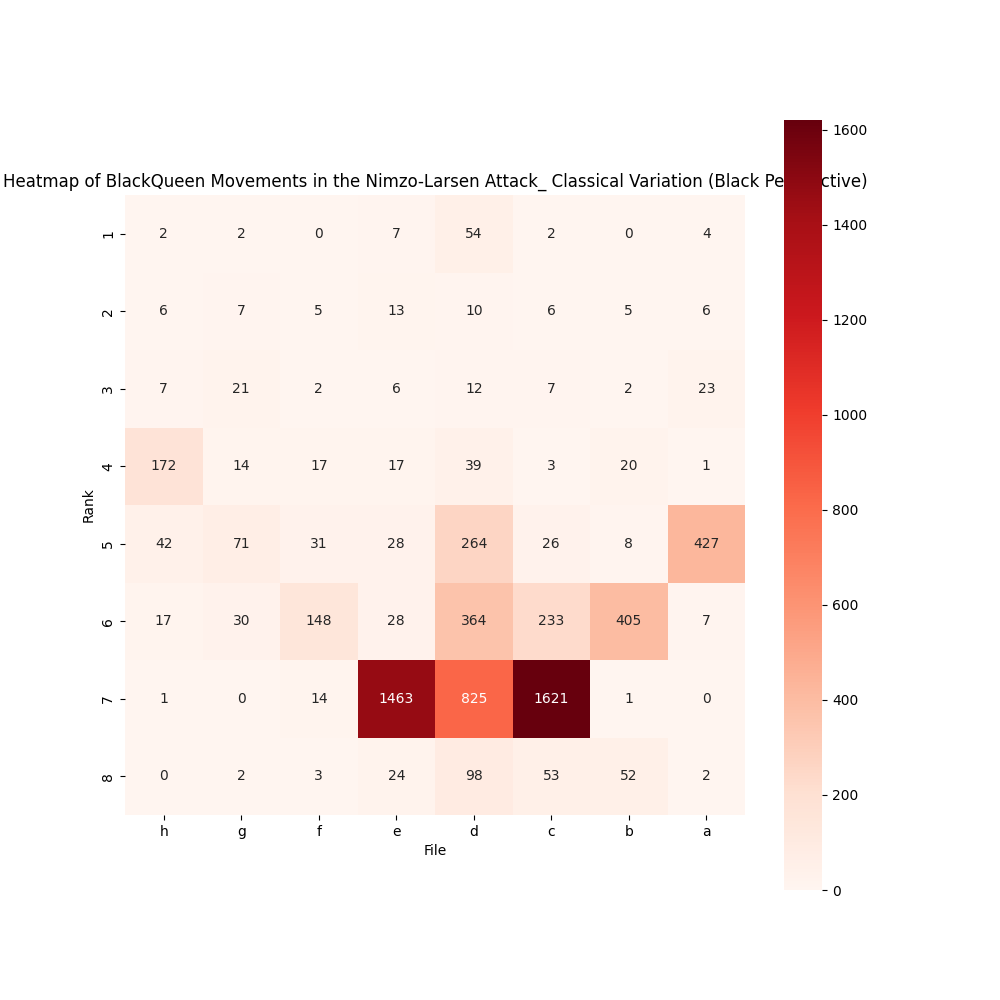 Heatmap of BlackQueen Movements in the Nimzo-Larsen Attack_ Classical Variation (Black Pe ctive)
1600
1400
1200
1000
800
600
400
200
0
Rank
1 2 2 0 7 54 2 0 4
2 6 7 5 13 10 6 5 6
3 7 21 2 6 12 7 2 23
4 172 14 17 17 39 3 20 1
5 42 71 31 28 264 26 8 427
6 17 30 148 28 364 233 405 7
7 1 0 14 1463 825 1621 1 0
8 0 2 3 24 98 53 52 2
h g f e d c b a
File